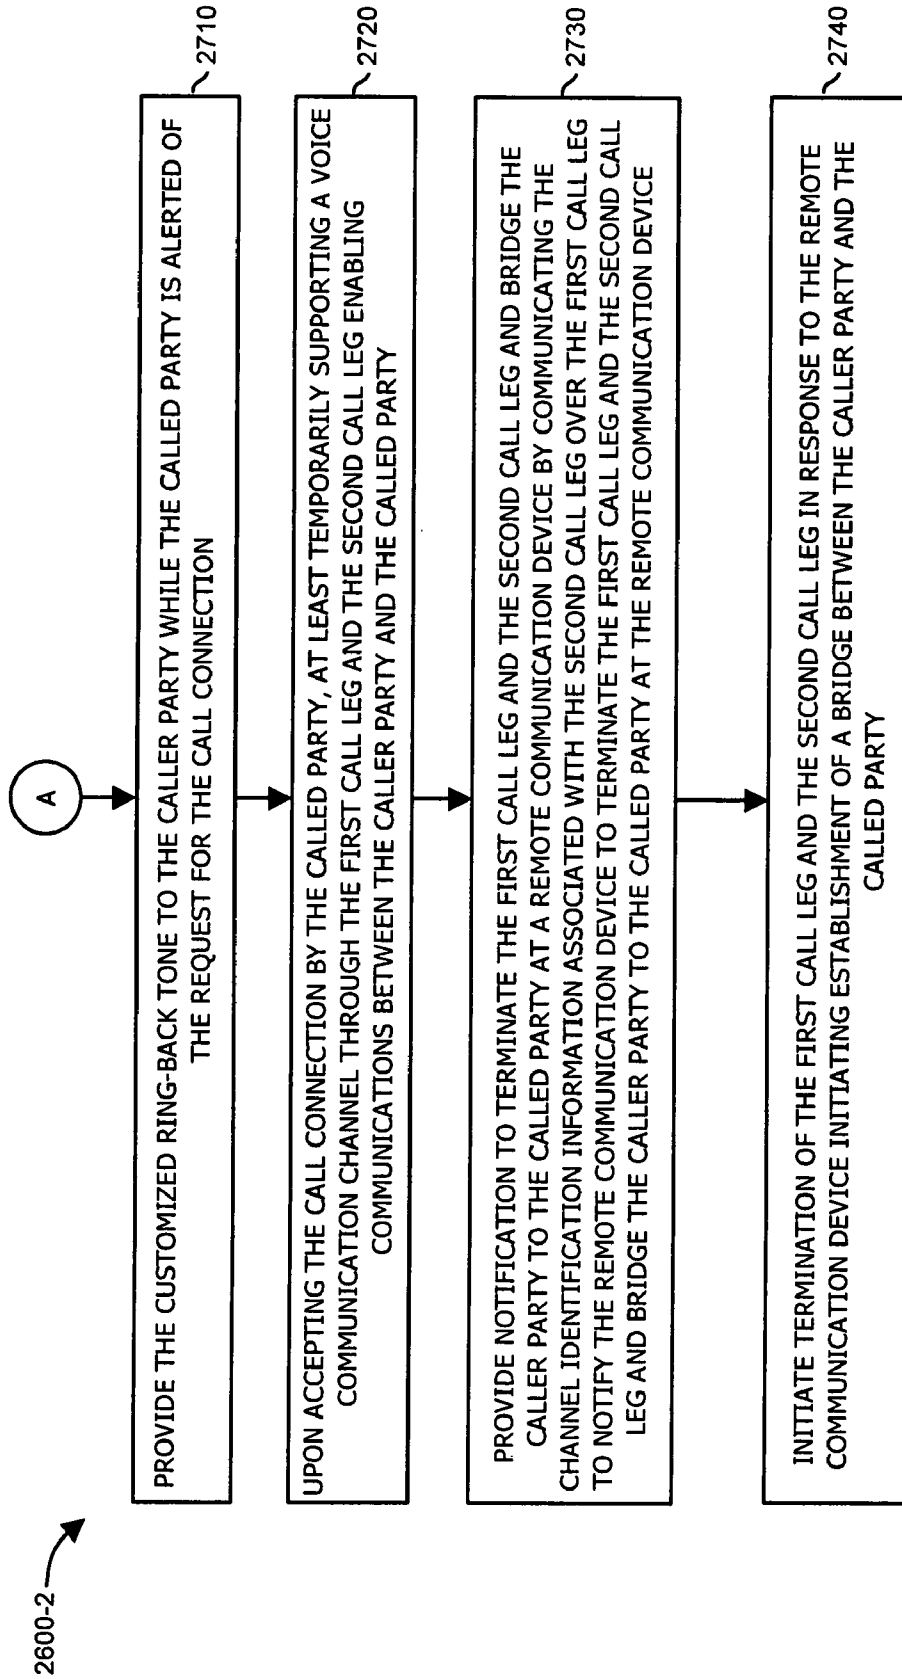 2600-2
A
PROVIDE THE CUSTOMIZED RING-BACK TONE TO THE CALLER PARTY WHILE THE CALLED PARTY IS ALERTED OF
THE REQUEST FOR THE CALL CONNECTION
2710
UPON ACCEPTING THE CALL CONNECTION BY THE CALLED PARTY, AT LEAST TEMPORARILY SUPPORTING A VOICE
COMMUNICATION CHANNEL THROUGH THE FIRST CALL LEG AND THE SECOND CALL LEG ENABLING
COMMUNICATIONS BETWEEN THE CALLER PARTY AND THE CALLED PARTY
2720
PROVIDE NOTIFICATION TO TERMINATE THE FIRST CALL LEG AND THE SECOND CALL LEG AND BRIDGE THE
CALLER PARTY TO THE CALLED PARTY AT A REMOTE COMMUNICATION DEVICE BY COMMUNICATING THE
CHANNEL IDENTIFICATION INFORMATION ASSOCIATED WITH THE SECOND CALL LEG OVER THE FIRST CALL LEG
TO NOTIFY THE REMOTE COMMUNICATION DEVICE TO TERMINATE THE FIRST CALL LEG AND THE SECOND CALL
LEG AND BRIDGE THE CALLER PARTY TO THE CALLED PARTY AT THE REMOTE COMMUNICATION DEVICE
2730
INITIATE TERMINATION OF THE FIRST CALL LEG AND THE SECOND CALL LEG IN RESPONSE TO THE REMOTE
COMMUNICATION DEVICE INITIATING ESTABLISHMENT OF A BRIDGE BETWEEN THE CALLER PARTY AND THE
CALLED PARTY
2740